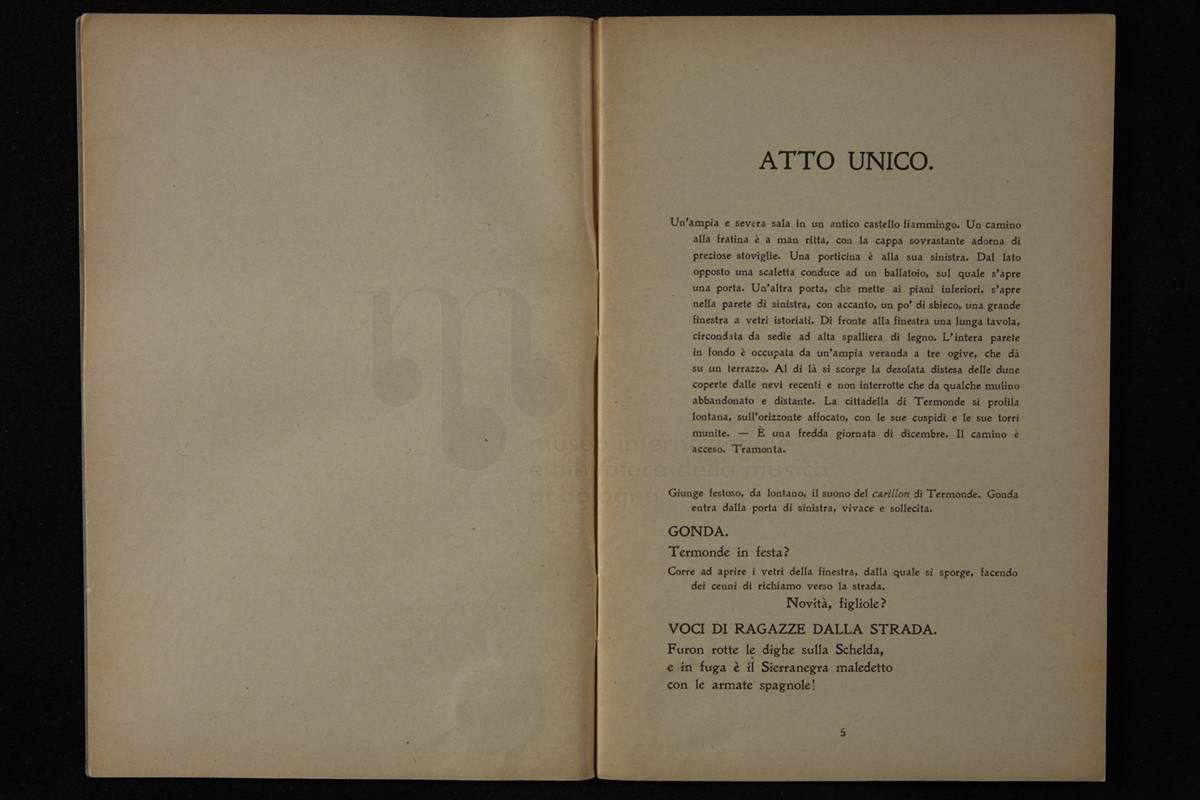 ATTO UNICO.
Un'ampia e severa sala in un antico castello fiammingo. Un camino
alla fratina è a man ritta, con la cappa sovrastante adorna di
preziose stoviglie. Una porticina è alla sua sinistra. Dal lato
opposto una scaletta conduce ad un ballatoio, sul quale s'apre
una porta. Un'altra porta, che mette ai piani inferiori, s'apre
nella parete di sinistra, con accanto, un po' di sbieco, una grande
finestra a vetri istoriati. Di fronte alla finestra una lunga tavola,
circondata da sedie ad alta spalliera di legno. L'intera parete
in fondo è occupata da un'ampia veranda a tre ogive, che dà
su un terrazzo. Al di là si scorge la desolata distesa delle dune
coperte dalle nevi recenti e non interrotte che da qualche mulino
abbandonato e distante. La cittadella di Termonde si profila
lontana, sull'orizzonte affocato, con le sue cuspidi e le sue torri
munite. — È una fredda giornata di dicembre. Il camino è
acceso. Tramonta.
Giunge festoso, da lontano, il suono del carillon di Termonde. Gonda
entra dalla porta di sinistra, vivace e sollecita.
GONDA.
Termonde in festa?
Corre ad aprire i vetri della finestra, dalla quale si sporge, facendo
dei cenni di richiamo verso la strada.
Novità, figliole?
VOCI DI RAGAZZE DALLA STRADA.
Furon rotte le dighe sulla Schelda,
e in fuga è il Sierranegra maledetto
con le armate spagnole!
5
museo internazionale
e biblioteca della musica
di bologna